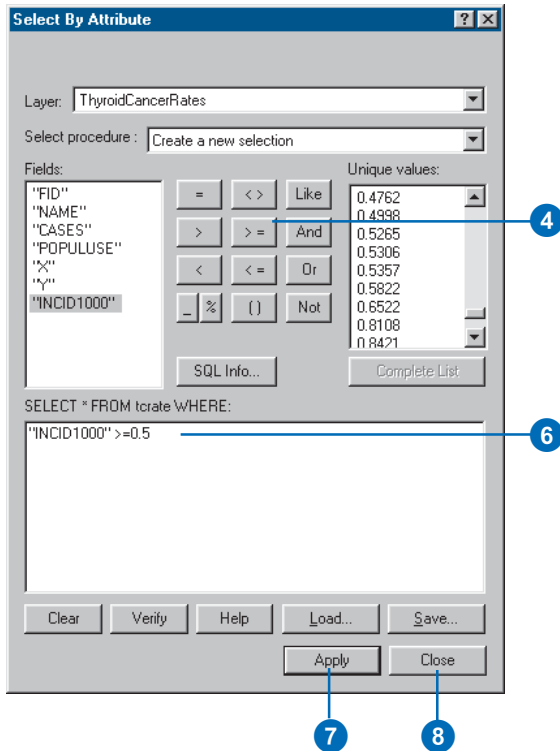 Select By Attribute
Layer: ThyroidCancerRates
Select procedure : Create a new selection
Fields:
"FID"
"NAME"
"CASES"
"POPULUSE"
"X"
"Y"
"INCID1000"
= < > Like
> > = And
< < = Or
_ % ( ) Not
SQL Info...
Unique values:
0.4762
0.4998
0.5265
0.5306
0.5357
0.5822
0.6522
0.8108
0.8421
Complete List
4
SELECT * FROM tcrate WHERE:
"INCID1000" >=0.5
6
Clear Verify Help Load... Save...
Apply Close
7 8